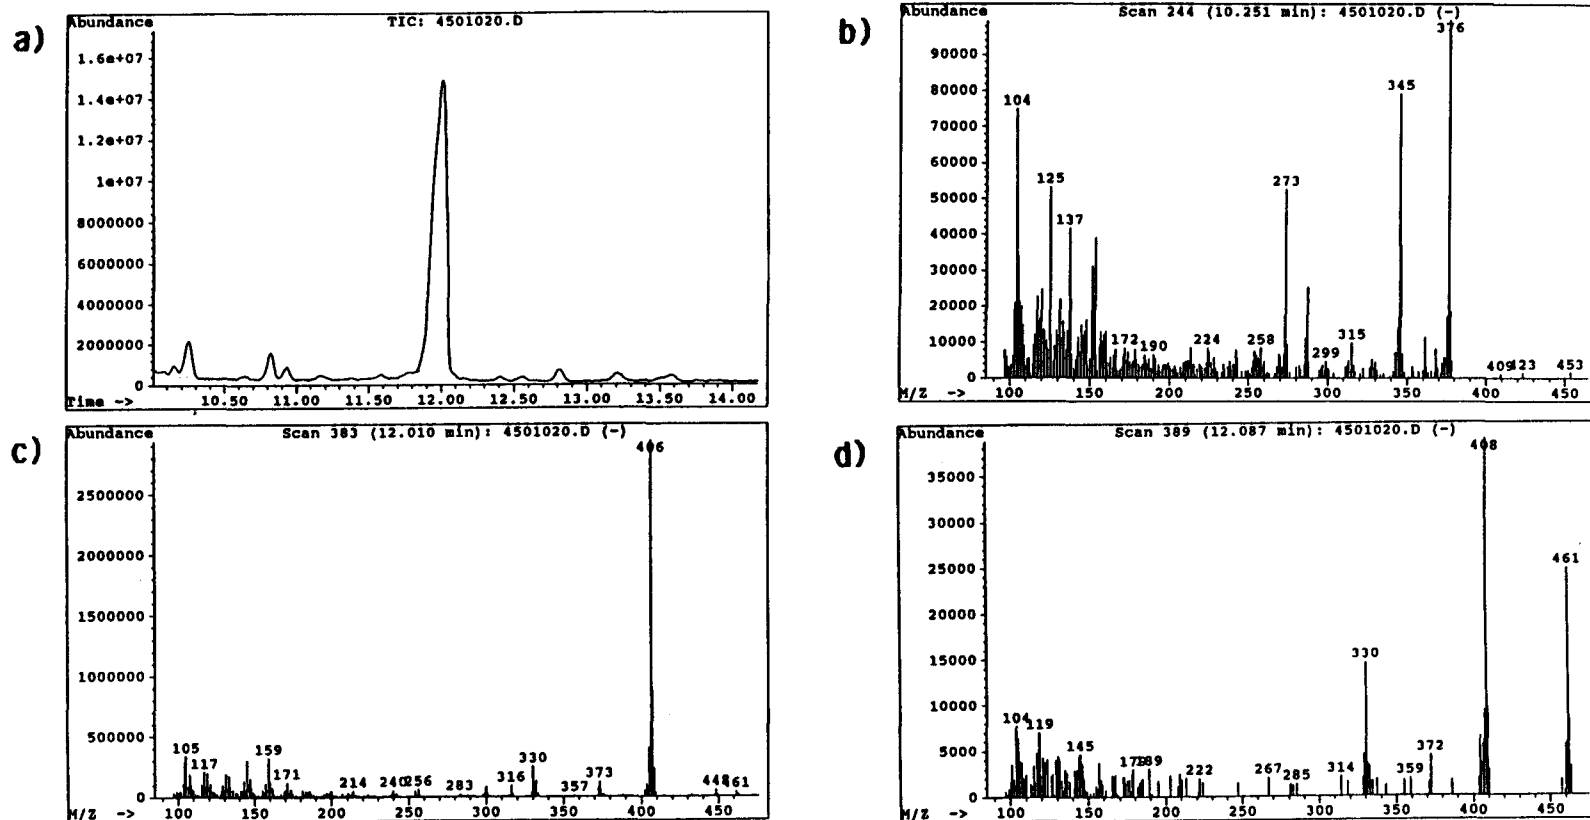 a)
Abundance TIC: 4501020.D
1.6e+07
1.4e+07
1.2e+07
1e+07
8000000
6000000
4000000
2000000
0
Time -> 10.50 11.00 11.50 12.00 12.50 13.00 13.50 14.00
b)
Abundance Scan 244 (10.251 min): 4501020.D (-)
376
90000
80000
70000
60000
50000
40000
30000
20000
10000
0
104 125 137 172 190 224 258 273 299 315 345 409 423 453
M/Z -> 100 150 200 250 300 350 400 450
c)
Abundance Scan 383 (12.010 min): 4501020.D (-)
406
2500000
2000000
1500000
1000000
500000
0
105 117 159 171 214 240 256 283 316 330 357 373 448 461
M/Z -> 100 150 200 250 300 350 400 450
d)
Abundance Scan 389 (12.087 min): 4501020.D (-)
408
35000
30000
25000
20000
15000
10000
5000
0
104 119 145 189 222 267 285 314 330 359 372 461
M/Z -> 100 150 200 250 300 350 400 450